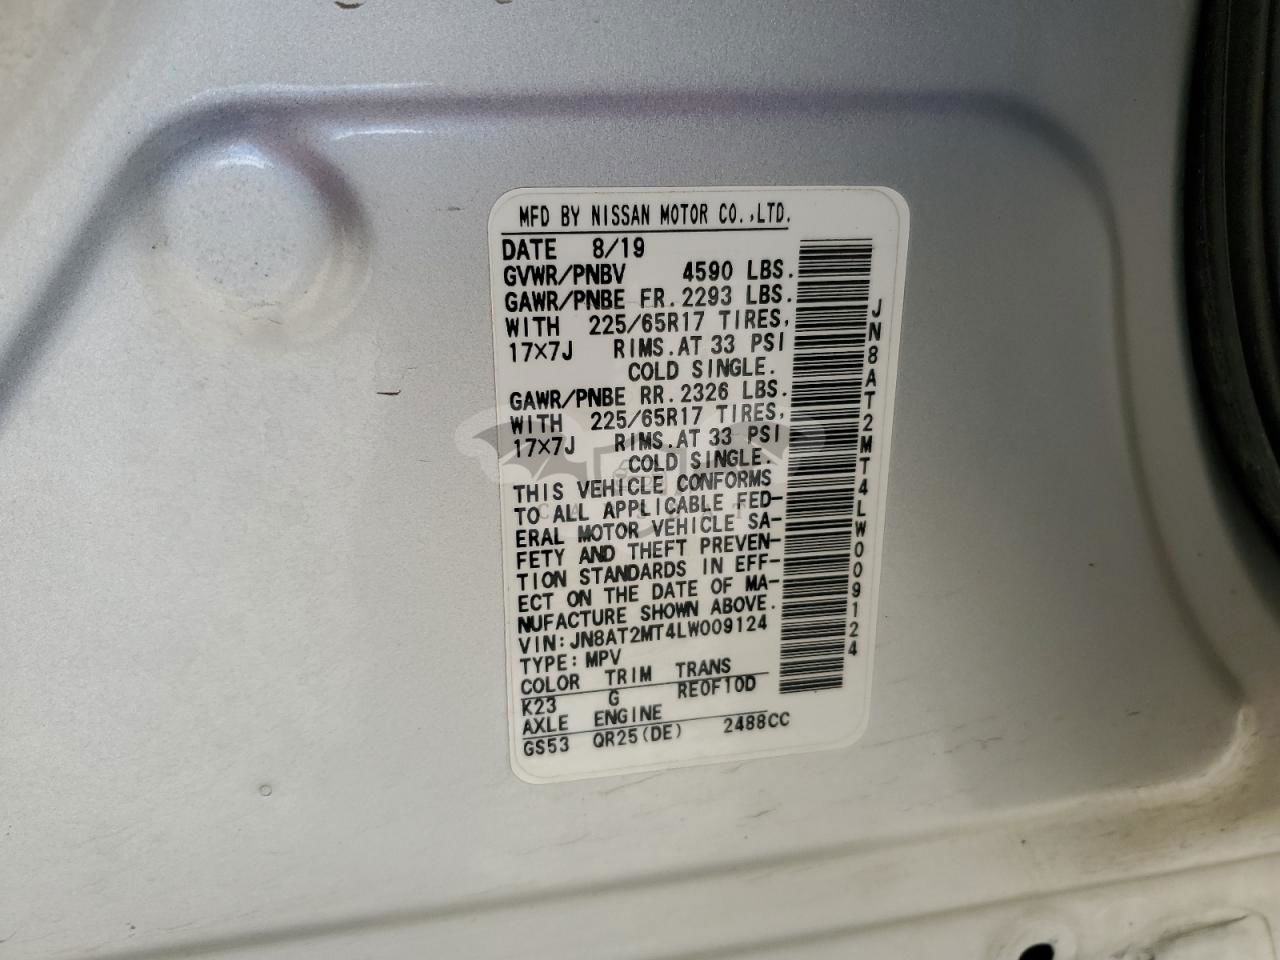 MFD BY NISSAN MOTOR CO.,LTD.
DATE 8/19
GVWR/PNBV 4590 LBS.
GAWR/PNBE FR. 2293 LBS.
WITH 225/65R17 TIRES,
17×7J RIMS. AT 33 PSI
COLD SINGLE.
GAWR/PNBE RR. 2326 LBS.
WITH 225/65R17 TIRES,
17×7J RIMS. AT 33 PSI
COLD SINGLE.
THIS VEHICLE CONFORMS
TO ALL APPLICABLE FED-
ERAL MOTOR VEHICLE SA-
FETY AND THEFT PREVEN-
TION STANDARDS IN EFF-
ECT ON THE DATE OF MA-
NUFACTURE SHOWN ABOVE.
VIN: JN8AT2MT4LW009124
TYPE: MPV
COLOR TRIM TRANS
K23 G RE0F10D
AXLE ENGINE
GS53 QR25(DE) 2488CC
JN8AT2MT4LW009124